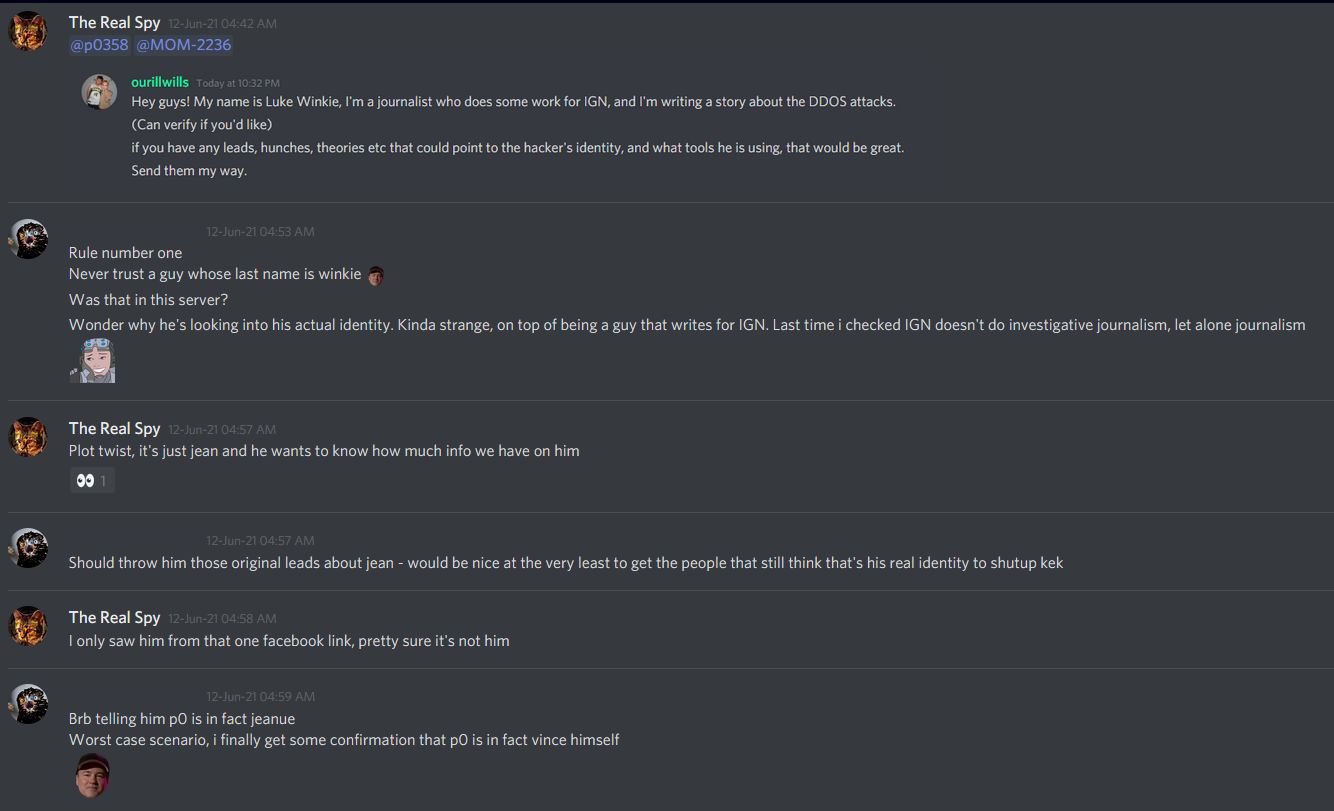 The Real Spy 12-Jun-21 04:42 AM
@p0358 @MOM-2236
ourillwills Today at 10:32 PM
Hey guys! My name is Luke Winkie, I'm a journalist who does some work for IGN, and I'm writing a story about the DDOS attacks.
(Can verify if you'd like)
if you have any leads, hunches, theories etc that could point to the hacker's identity, and what tools he is using, that would be great.
Send them my way.
12-Jun-21 04:53 AM
Rule number one
Never trust a guy whose last name is winkie
Was that in this server?
Wonder why he's looking into his actual identity. Kinda strange, on top of being a guy that writes for IGN. Last time i checked IGN doesn't do investigative journalism, let alone journalism
The Real Spy 12-Jun-21 04:57 AM
Plot twist, it's just jean and he wants to know how much info we have on him
1
12-Jun-21 04:57 AM
Should throw him those original leads about jean - would be nice at the very least to get the people that still think that's his real identity to shutup kek
The Real Spy 12-Jun-21 04:58 AM
I only saw him from that one facebook link, pretty sure it's not him
12-Jun-21 04:59 AM
Brb telling him p0 is in fact jeanue
Worst case scenario, i finally get some confirmation that p0 is in fact vince himself